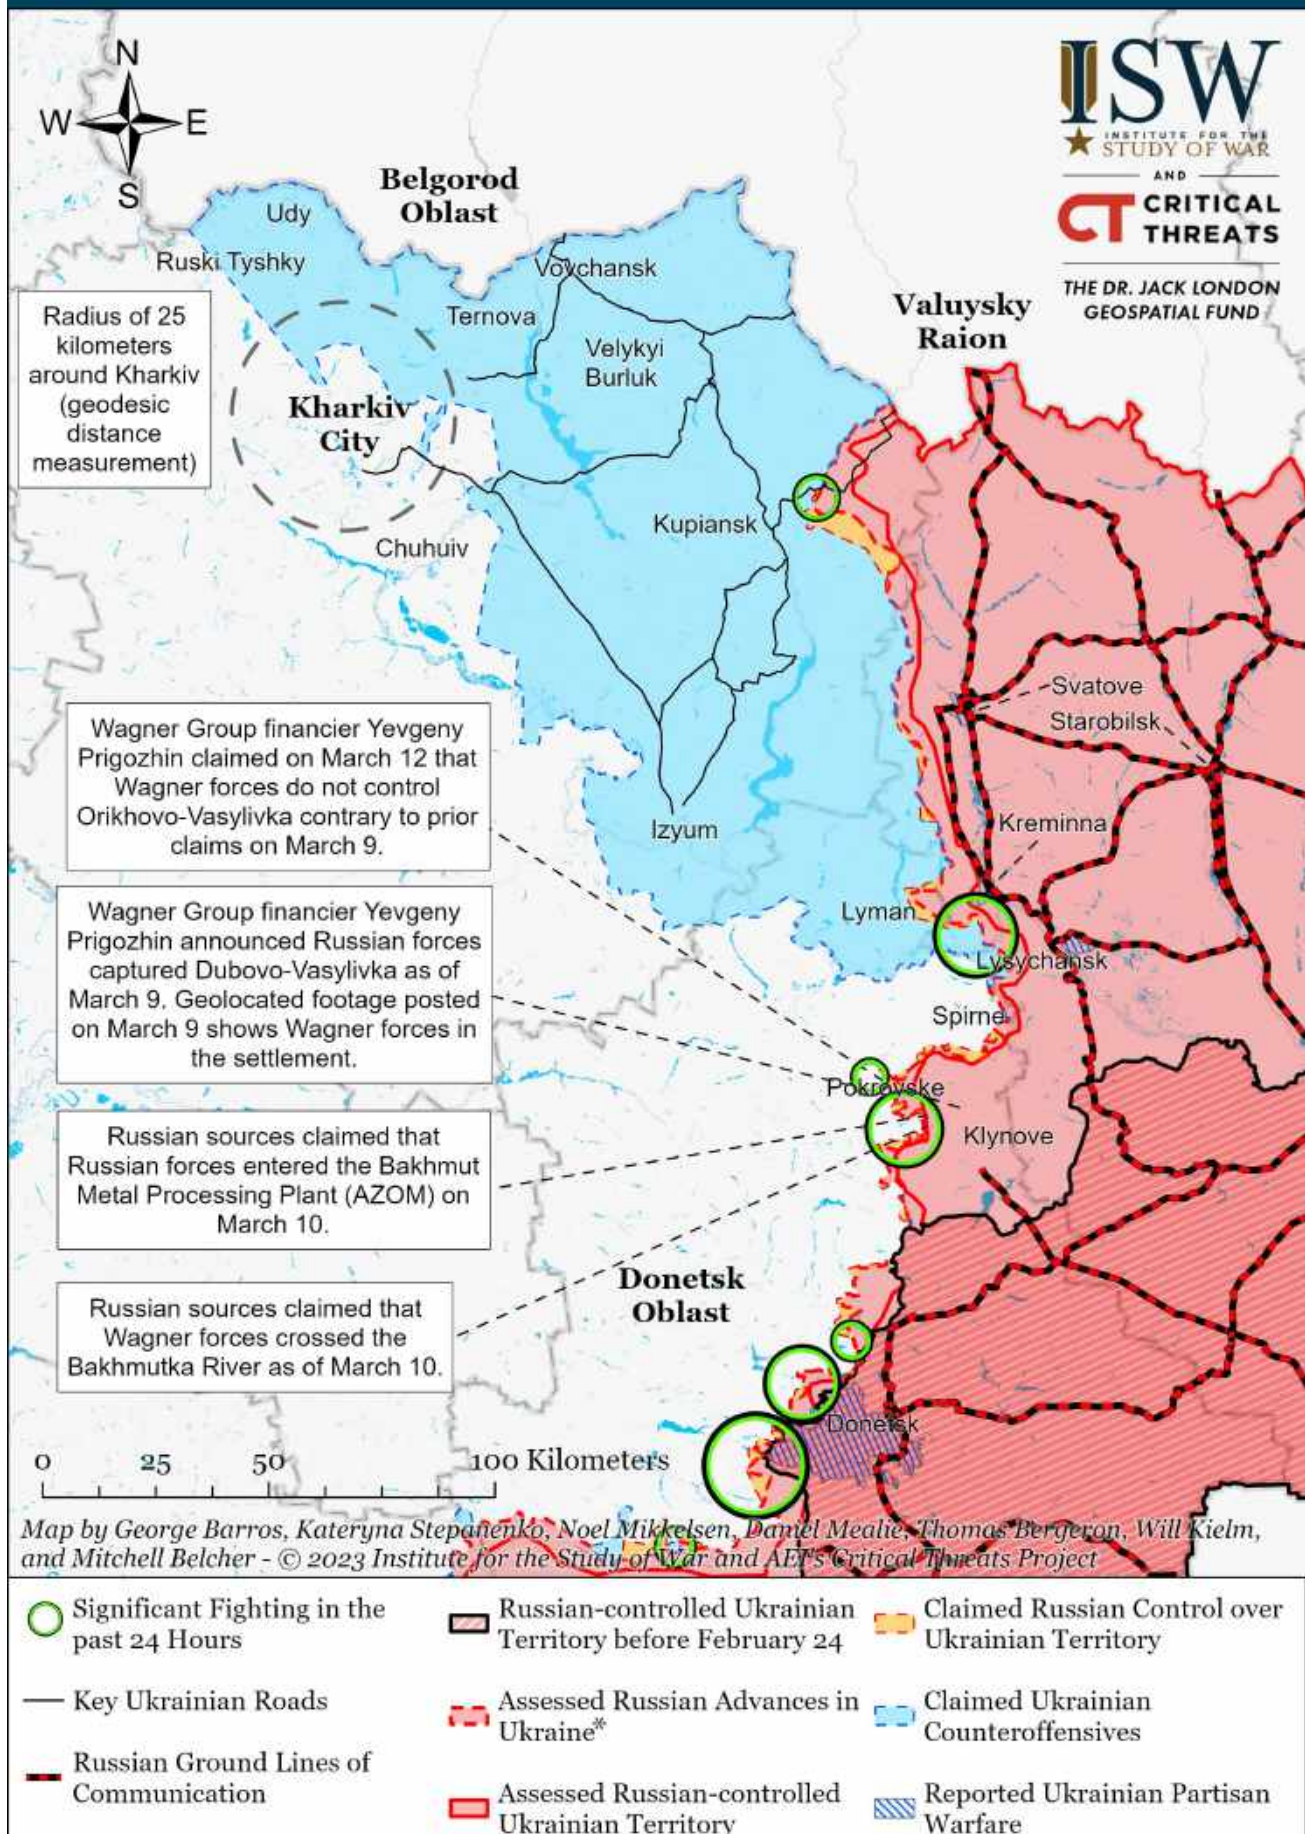 N
W E
S
ISW
INSTITUTE FOR THE
STUDY OF WAR
AND
CT CRITICAL
THREATS
THE DR. JACK LONDON
GEOSPATIAL FUND
Belgorod
Oblast
Udy
Ruski Tyshky
Vovchansk
Ternova
Valuysky
Raion
Velykyi
Burluk
Radius of 25
kilometers
around Kharkiv
(geodesic
distance
measurement)
Kharkiv
City
Kupiansk
Chuhuiv
Svatove
Starobilsk
Wagner Group financier Yevgeny
Prigozhin claimed on March 12 that
Wagner forces do not control
Orikhovo-Vasylivka contrary to prior
claims on March 9.
Izyum
Kreminna
Lyman
Wagner Group financier Yevgeny
Prigozhin announced Russian forces
captured Dubovo-Vasylivka as of
March 9. Geolocated footage posted
on March 9 shows Wagner forces in
the settlement.
Lysychansk
Spirne
Pokrovske
Klynove
Russian sources claimed that
Russian forces entered the Bakhmut
Metal Processing Plant (AZOM) on
March 10.
Donetsk
Oblast
Russian sources claimed that
Wagner forces crossed the
Bakhmutka River as of March 10.
Donetsk
0 25 50 100 Kilometers
Map by George Barros, Kateryna Stepanenko, Noel Mikkelsen, Daniel Mealie, Thomas Bergeron, Will Kielm,
and Mitchell Belcher - © 2023 Institute for the Study of War and AEI's Critical Threats Project
Significant Fighting in the
past 24 Hours
Key Ukrainian Roads
Russian Ground Lines of
Communication
Russian-controlled Ukrainian
Territory before February 24
Assessed Russian Advances in
Ukraine*
Assessed Russian-controlled
Ukrainian Territory
Claimed Russian Control over
Ukrainian Territory
Claimed Ukrainian
Counteroffensives
Reported Ukrainian Partisan
Warfare